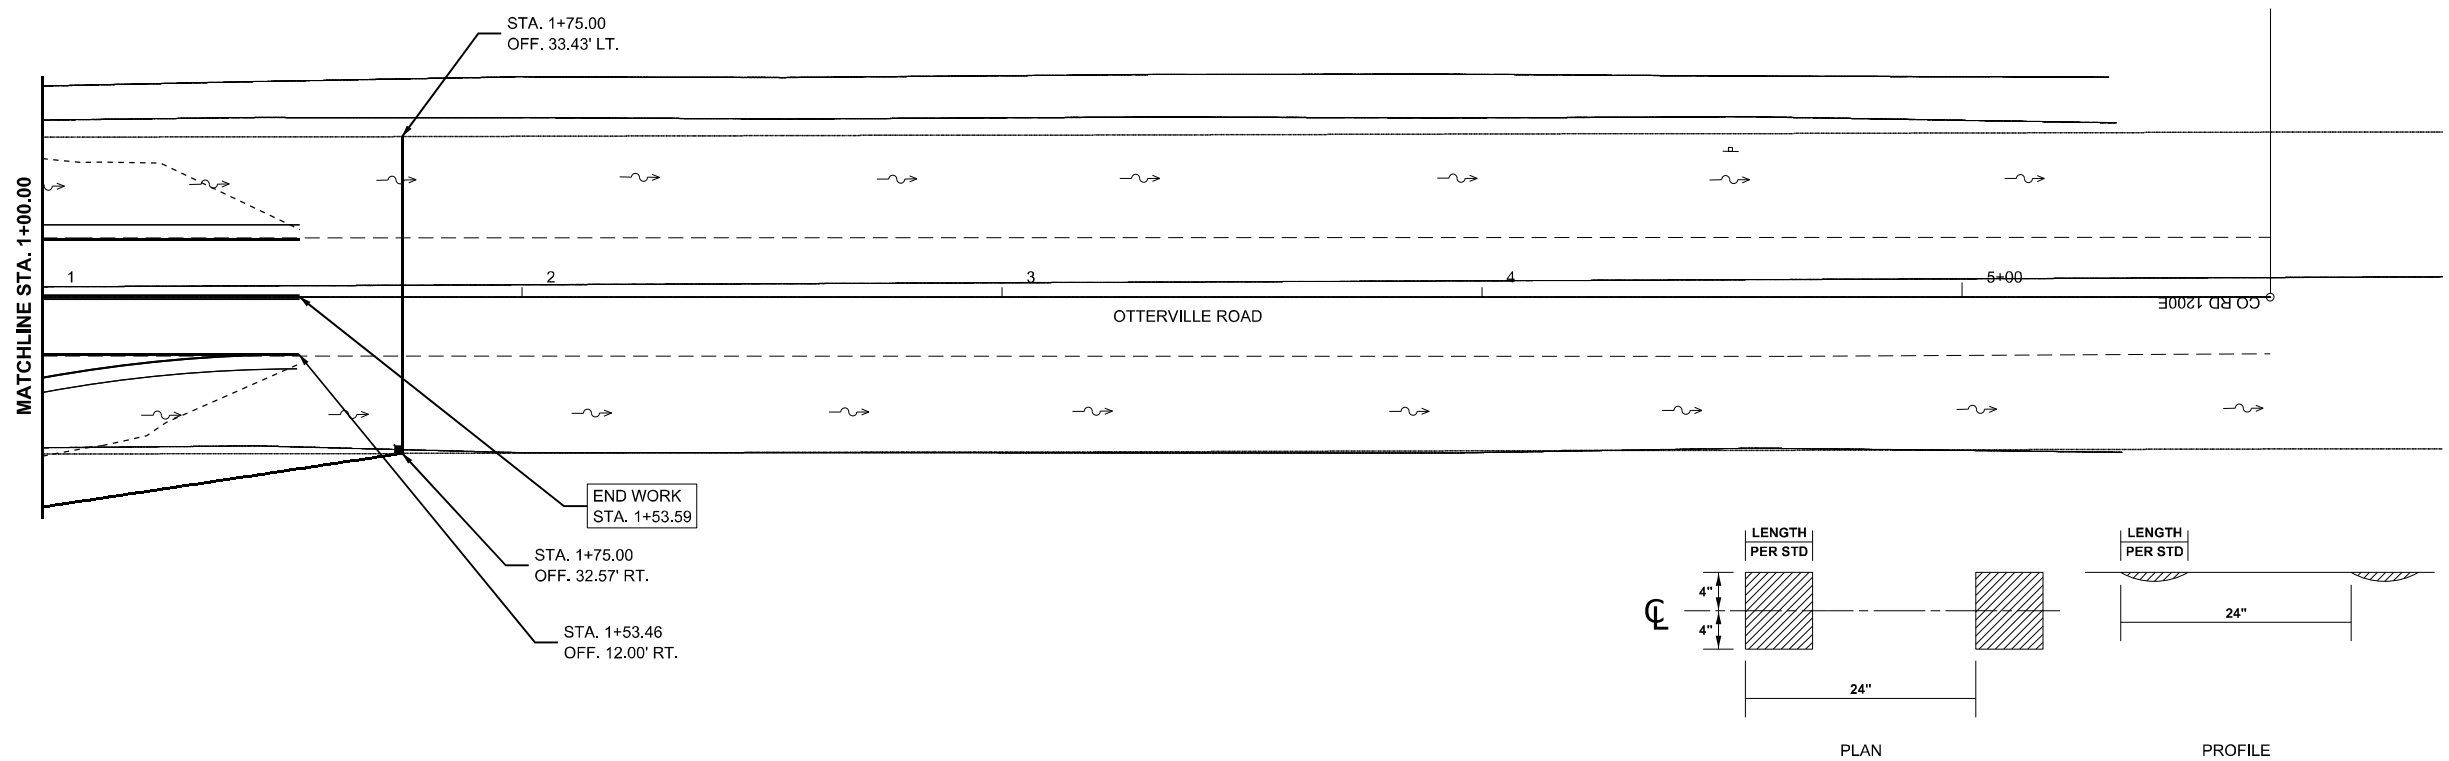 STA. 1+75.00
OFF. 33.43' LT.
MATCHLINE STA. 1+00.00
1
2
3
4
5+00
OTTERVILLE ROAD
CO RD 1200E
END WORK
STA. 1+53.59
STA. 1+75.00
OFF. 32.57' RT.
STA. 1+53.46
OFF. 12.00' RT.
LENGTH
PER STD
4"
4"
℄
24"
PLAN
LENGTH
PER STD
24"
PROFILE